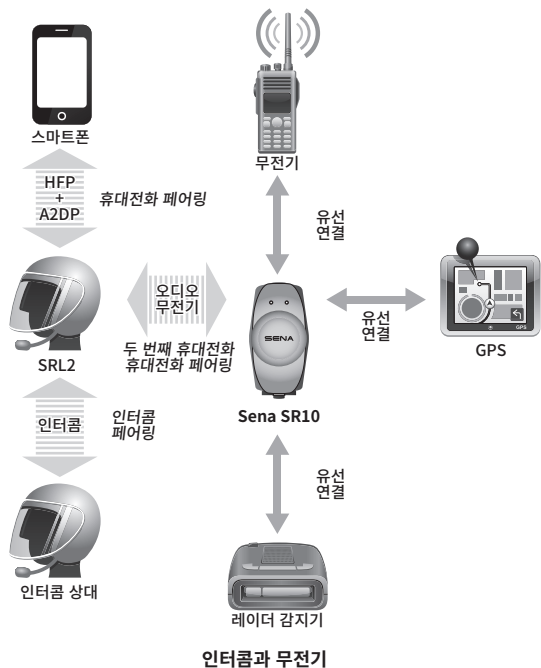 스마트폰
HFP
+
A2DP
휴대전화 페어링
무전기
유선
연결
SRL2
오디오
무전기
두 번째 휴대전화
휴대전화 페어링
SENA
Sena SR10
유선
연결
GPS
GPS
인터콤
인터콤
페어링
유선
연결
인터콤 상대
레이더 감지기
인터콤과 무전기